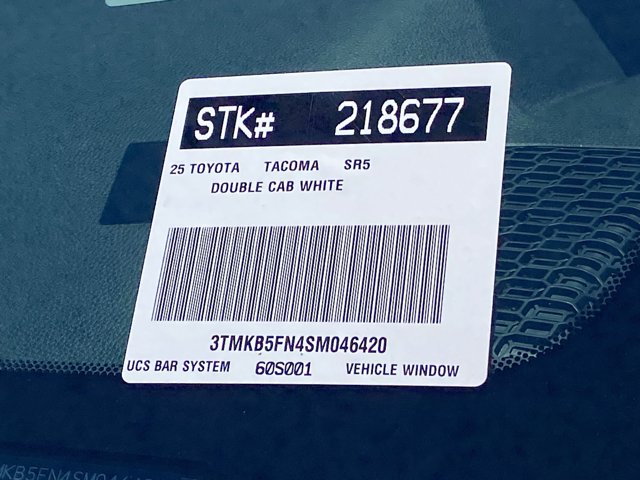 STK# 218677
25 TOYOTA TACOMA SR5
DOUBLE CAB WHITE
3TMKB5FN4SM046420
UCS BAR SYSTEM 60S001 VEHICLE WINDOW